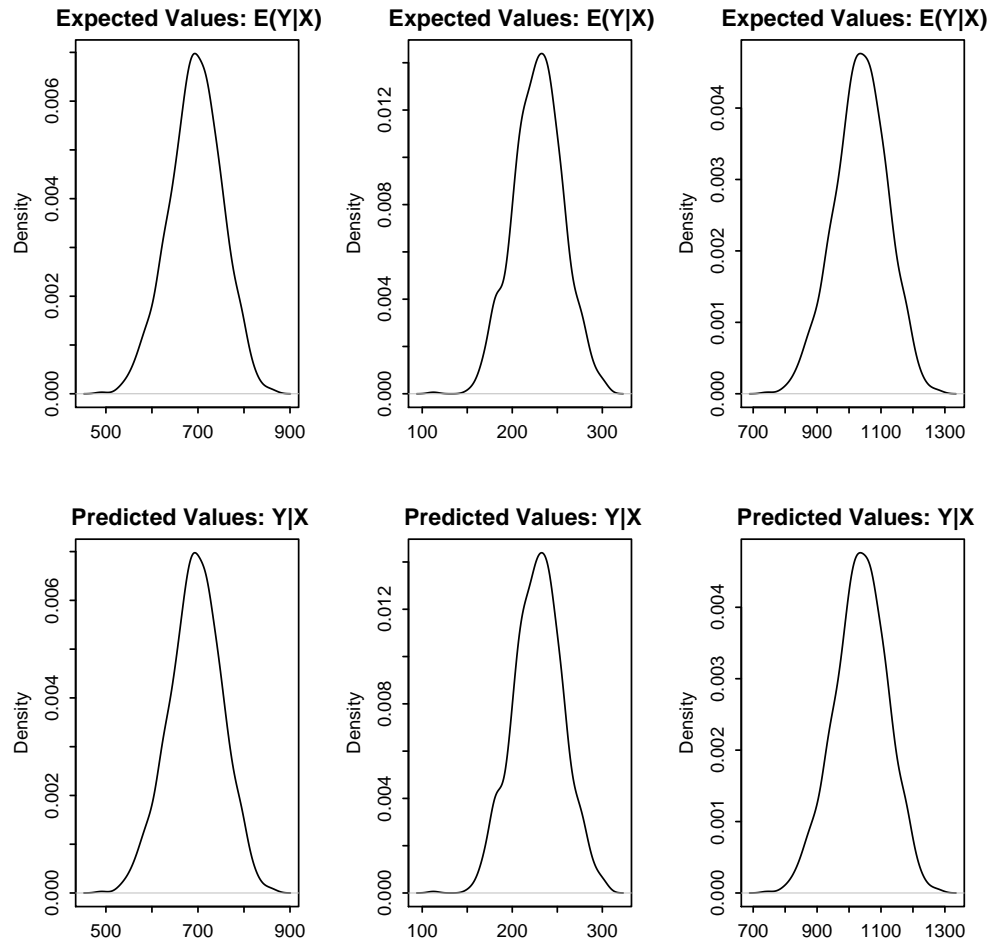 Expected Values: E(Y|X)
Density
0.000 0.002 0.004 0.006
500 700 900
Expected Values: E(Y|X)
Density
0.000 0.004 0.008 0.012
100 200 300
Expected Values: E(Y|X)
Density
0.000 0.001 0.002 0.003 0.004
700 900 1100 1300
Predicted Values: Y|X
Density
0.000 0.002 0.004 0.006
500 700 900
Predicted Values: Y|X
Density
0.000 0.004 0.008 0.012
100 200 300
Predicted Values: Y|X
Density
0.000 0.001 0.002 0.003 0.004
700 900 1100 1300